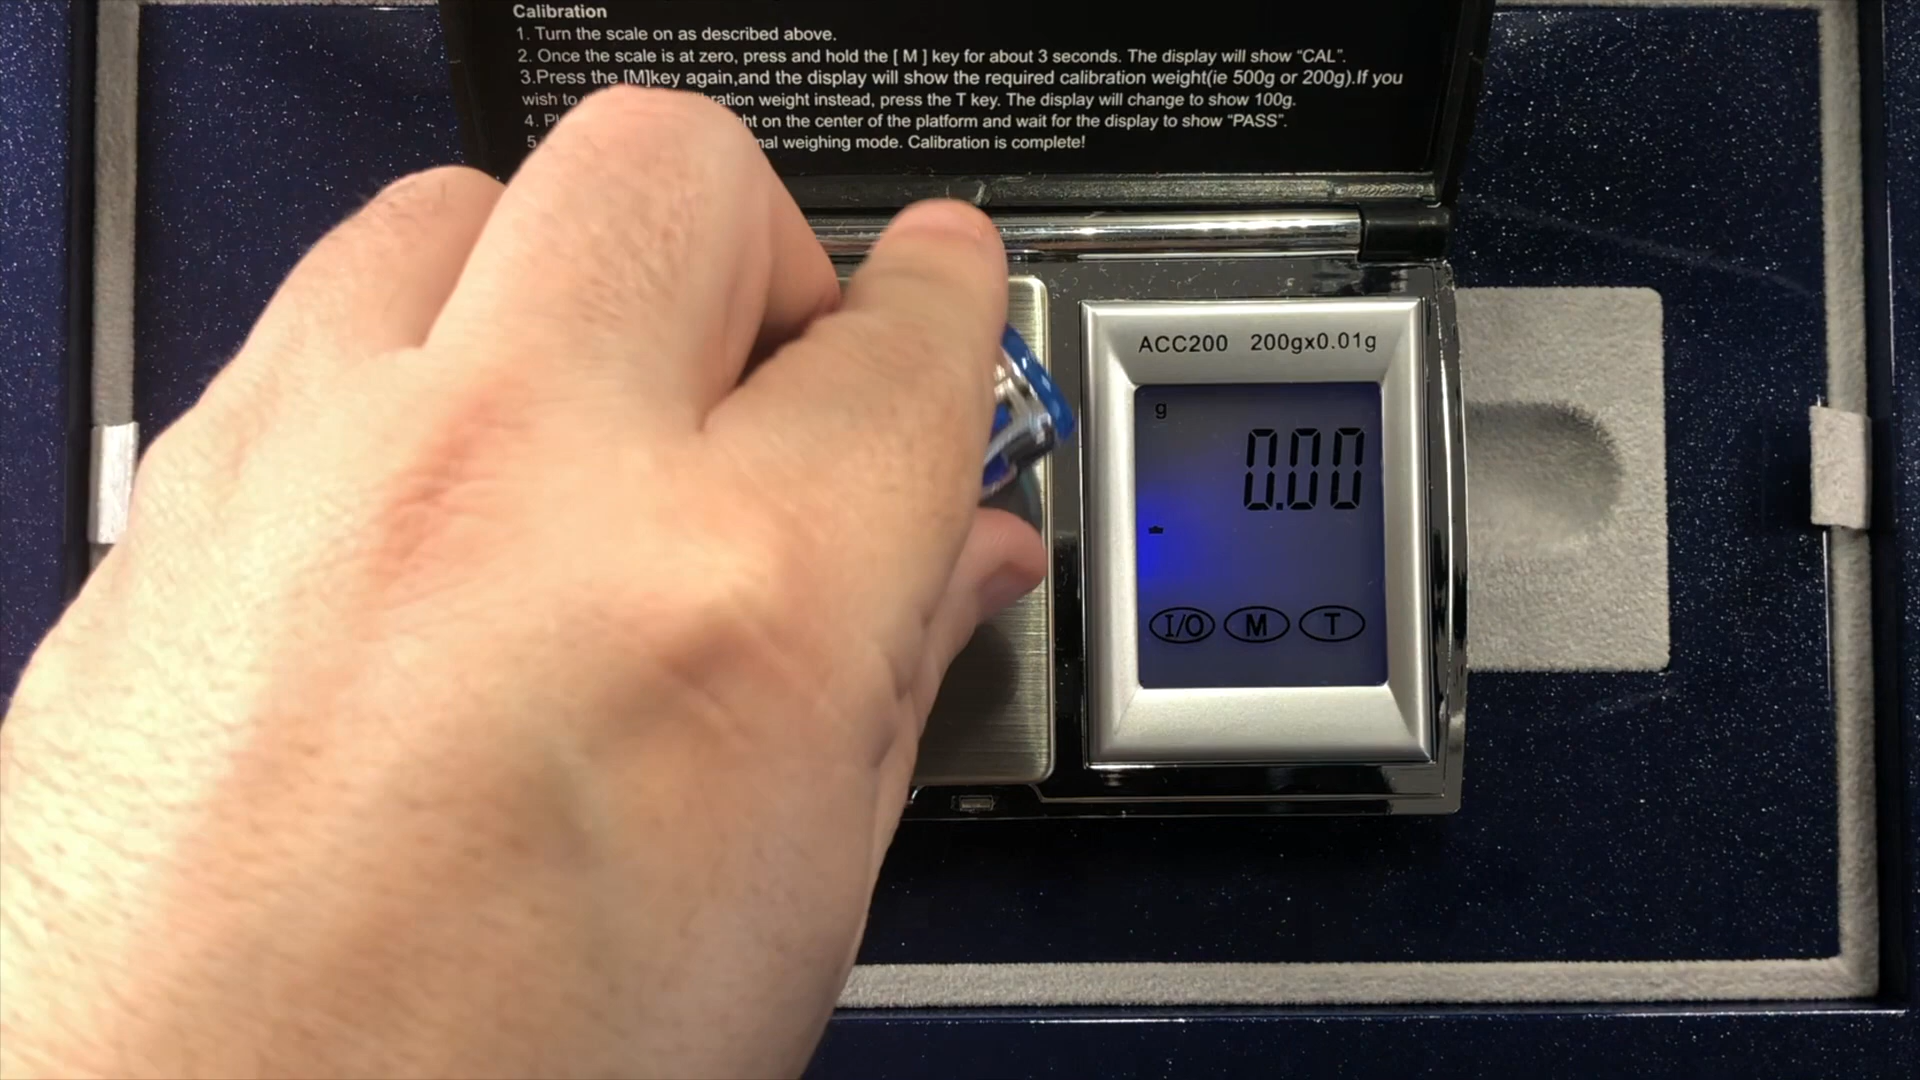 Calibration
1. Turn the scale on as described above.
2. Once the scale is at zero, press and hold the [ M ] key for about 3 seconds. The display will show “CAL”.
3.Press the [M]key again,and the display will show the required calibration weight(ie 500g or 200g).If you
wish to ration weight instead, press the T key. The display will change to show 100g.
4. on the center of the platform and wait for the display to show “PASS”.
5 weighing mode. Calibration is complete!
ACC200 200gx0.01g
g
0.00
I/O M T